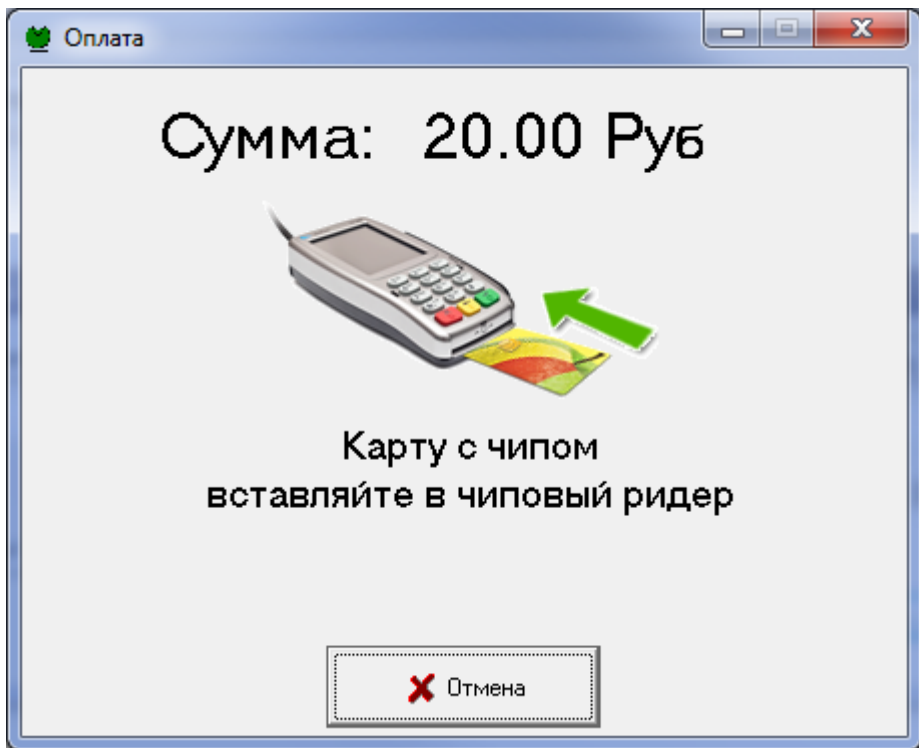 Оплата
Сумма: 20.00 Руб
Карту с чипом
вставляйте в чиповый ридер
Отмена